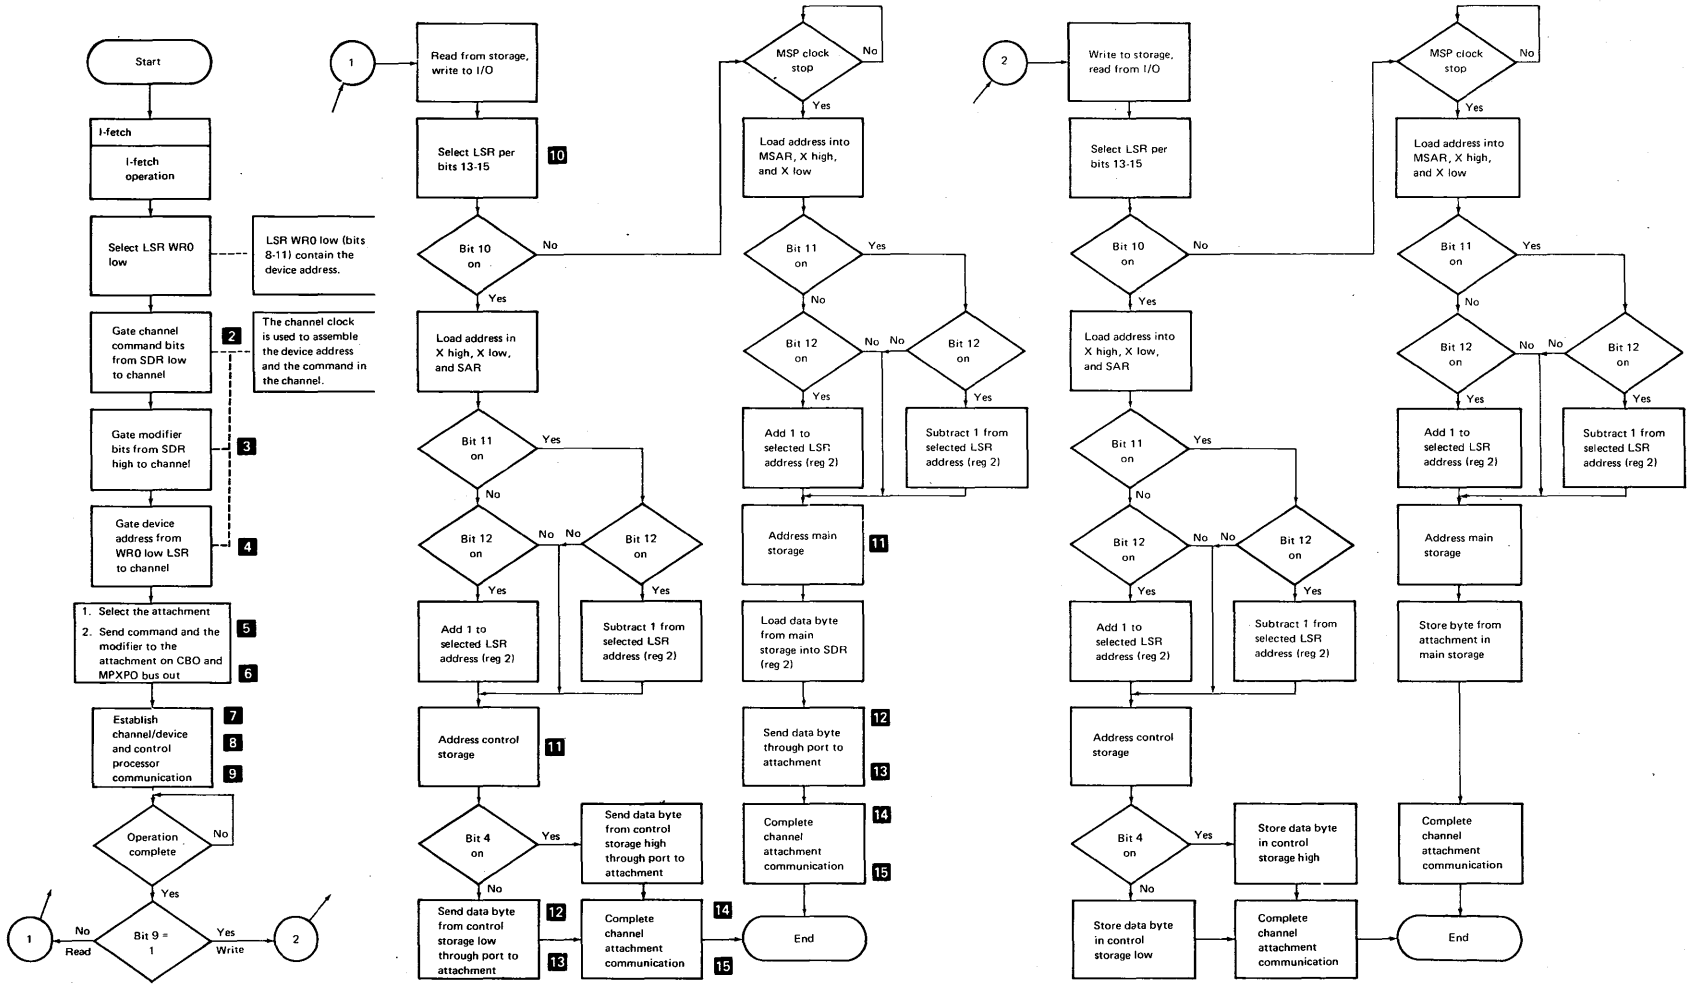 Start
I-fetch
I-fetch
operation
Select LSR WR0
low
LSR WR0 low (bits
8-11) contain the
device address.
Gate channel
command bits
from SDR low
to channel
2
The channel clock
is used to assemble
the device address
and the command in
the channel.
Gate modifier
bits from SDR
high to channel
3
Gate device
address from
WR0 low LSR
to channel
4
1. Select the attachment
2. Send command and the
modifier to the
attachment on CBO and
MPXPO bus out
5
6
Establish
channel/device
and control
processor
communication
7
8
9
Operation
complete
No
Yes
Bit 9 =
1
No
Read
1
Yes
Write
2
1
Read from storage,
write to I/O
Select LSR per
bits 13-15
10
Bit 10
on
No
Yes
Load address in
X high, X low,
and SAR
Bit 11
on
Yes
No
Bit 12
on
No
No
Bit 12
on
Yes
Yes
Add 1 to
selected LSR
address (reg 2)
Subtract 1 from
selected LSR
address (reg 2)
Address control
storage
11
Bit 4
on
Yes
No
Send data byte
from control
storage high
through port to
attachment
Send data byte
from control
storage low
through port to
attachment
12
13
Complete
channel
attachment
communication
14
15
MSP clock
stop
No
Yes
Load address into
MSAR, X high,
and X low
Bit 11
on
Yes
No
Bit 12
on
No
No
Bit 12
on
Yes
Yes
Add 1 to
selected LSR
address (reg 2)
Subtract 1 from
selected LSR
address (reg 2)
Address main
storage
11
Load data byte
from main
storage into SDR
(reg 2)
Send data byte
through port to
attachment
12
13
Complete
channel
attachment
communication
14
15
End
2
Write to storage,
read from I/O
Select LSR per
bits 13-15
Bit 10
on
No
Yes
Load address into
X high, X low,
and SAR
Bit 11
on
Yes
No
Bit 12
on
No
No
Bit 12
on
Yes
Yes
Add 1 to
selected LSR
address (reg 2)
Subtract 1 from
selected LSR
address (reg 2)
Address control
storage
Bit 4
on
Yes
No
Store data byte
in control
storage high
Store data byte
in control
storage low
Complete
channel
attachment
communication
MSP clock
stop
No
Yes
Load address into
MSAR, X high,
and X low
Bit 11
on
Yes
No
Bit 12
on
No
No
Bit 12
on
Yes
Yes
Add 1 to
selected LSR
address (reg 2)
Subtract 1 from
selected LSR
address (reg 2)
Address main
storage
Store byte from
attachment in
main storage
Complete
channel
attachment
communication
End